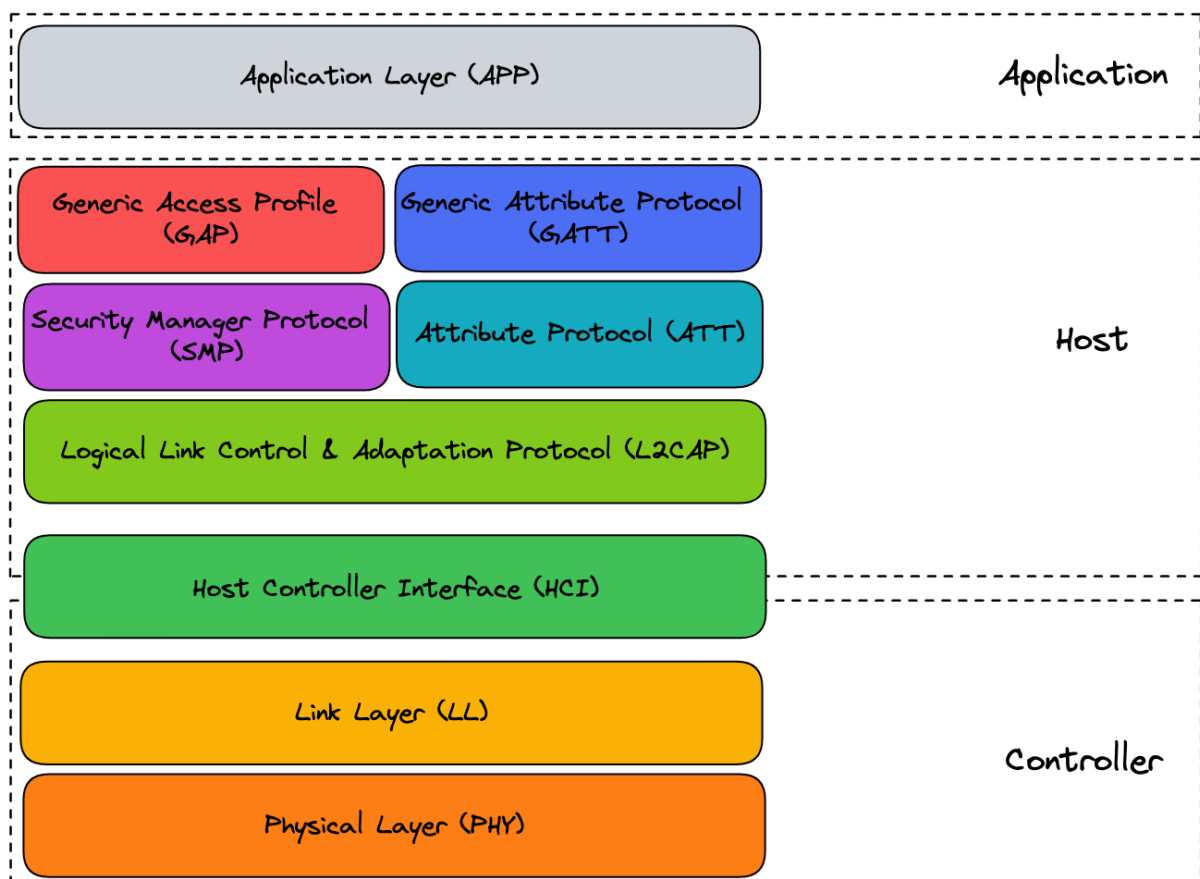 Application Layer (APP)
Application
Generic Access Profile
(GAP)
Generic Attribute Protocol
(GATT)
Security Manager Protocol
(SMP)
Attribute Protocol (ATT)
Host
Logical Link Control & Adaptation Protocol (L2CAP)
Host Controller Interface (HCI)
Link Layer (LL)
Controller
Physical Layer (PHY)